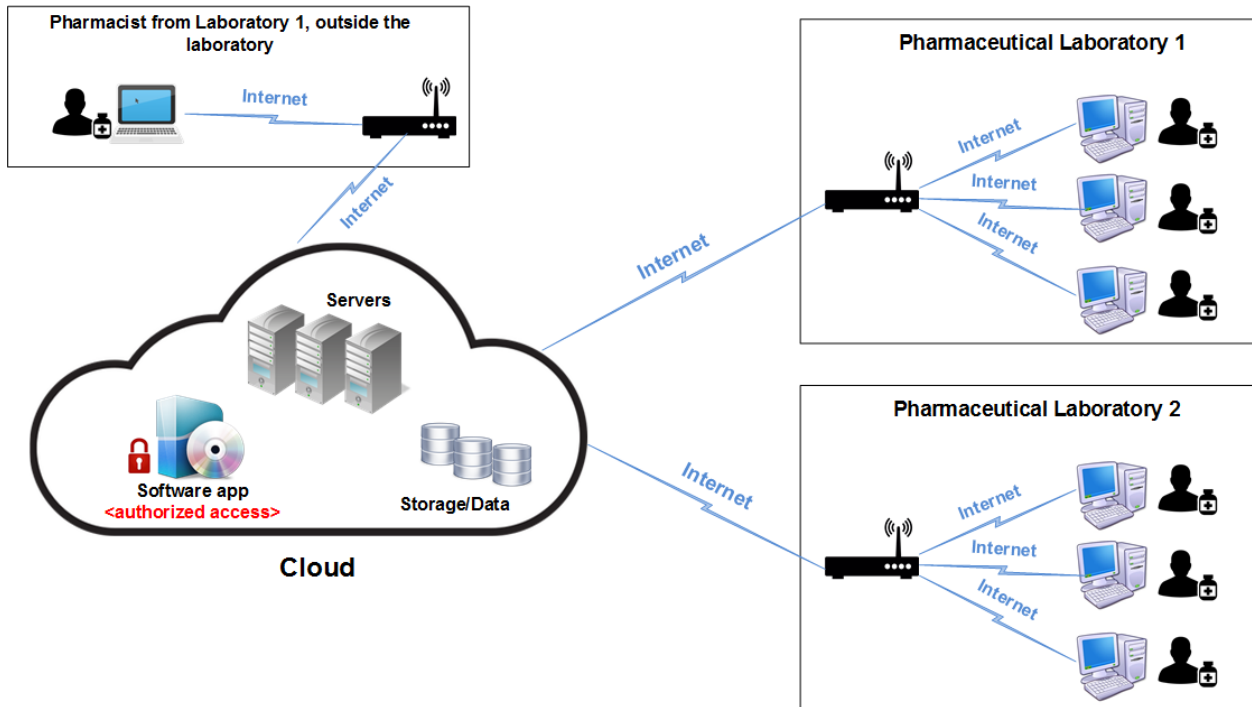 Pharmacist from Laboratory 1, outside the
laboratory
Internet
Internet
Pharmaceutical Laboratory 1
Internet
Internet
Internet
Internet
Servers
Software app
<authorized access>
Storage/Data
Cloud
Internet
Pharmaceutical Laboratory 2
Internet
Internet
Internet